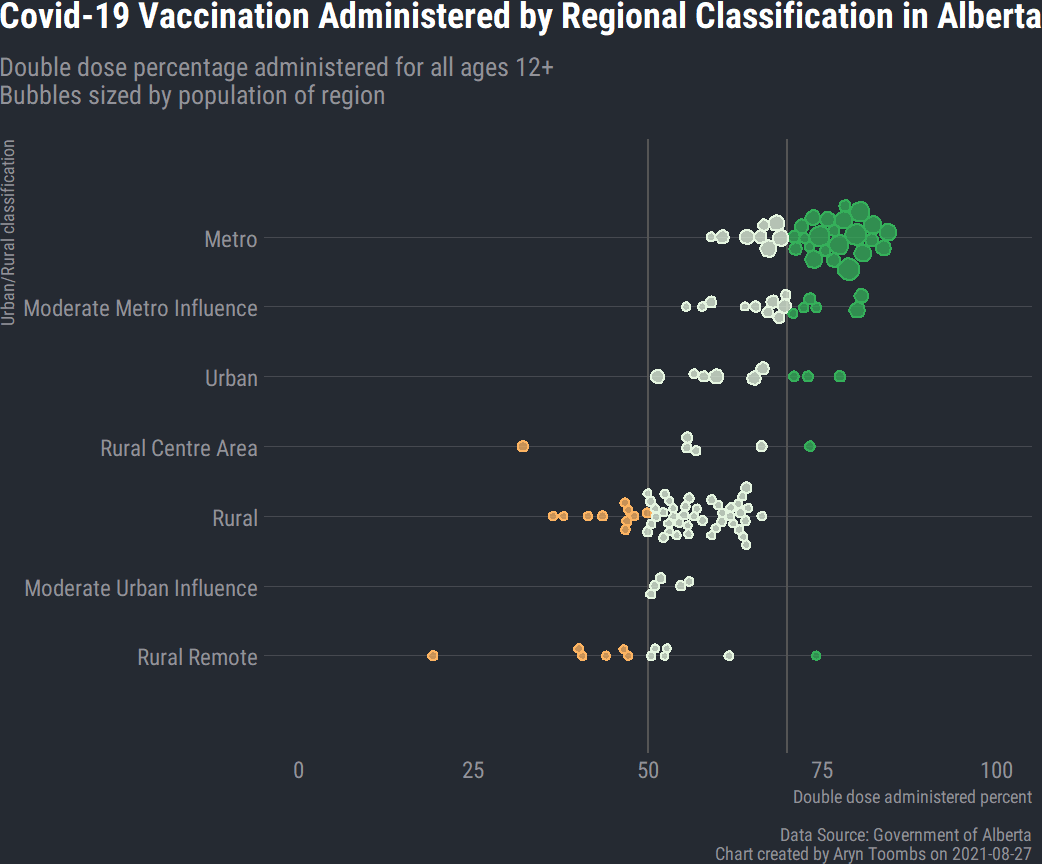 Covid-19 Vaccination Administered by Regional Classification in Alberta
Double dose percentage administered for all ages 12+
Bubbles sized by population of region
Urban/Rural classification
Metro
Moderate Metro Influence
Urban
Rural Centre Area
Rural
Moderate Urban Influence
Rural Remote
0 25 50 75 100
Double dose administered percent
Data Source: Government of Alberta
Chart created by Aryn Toombs on 2021-08-27